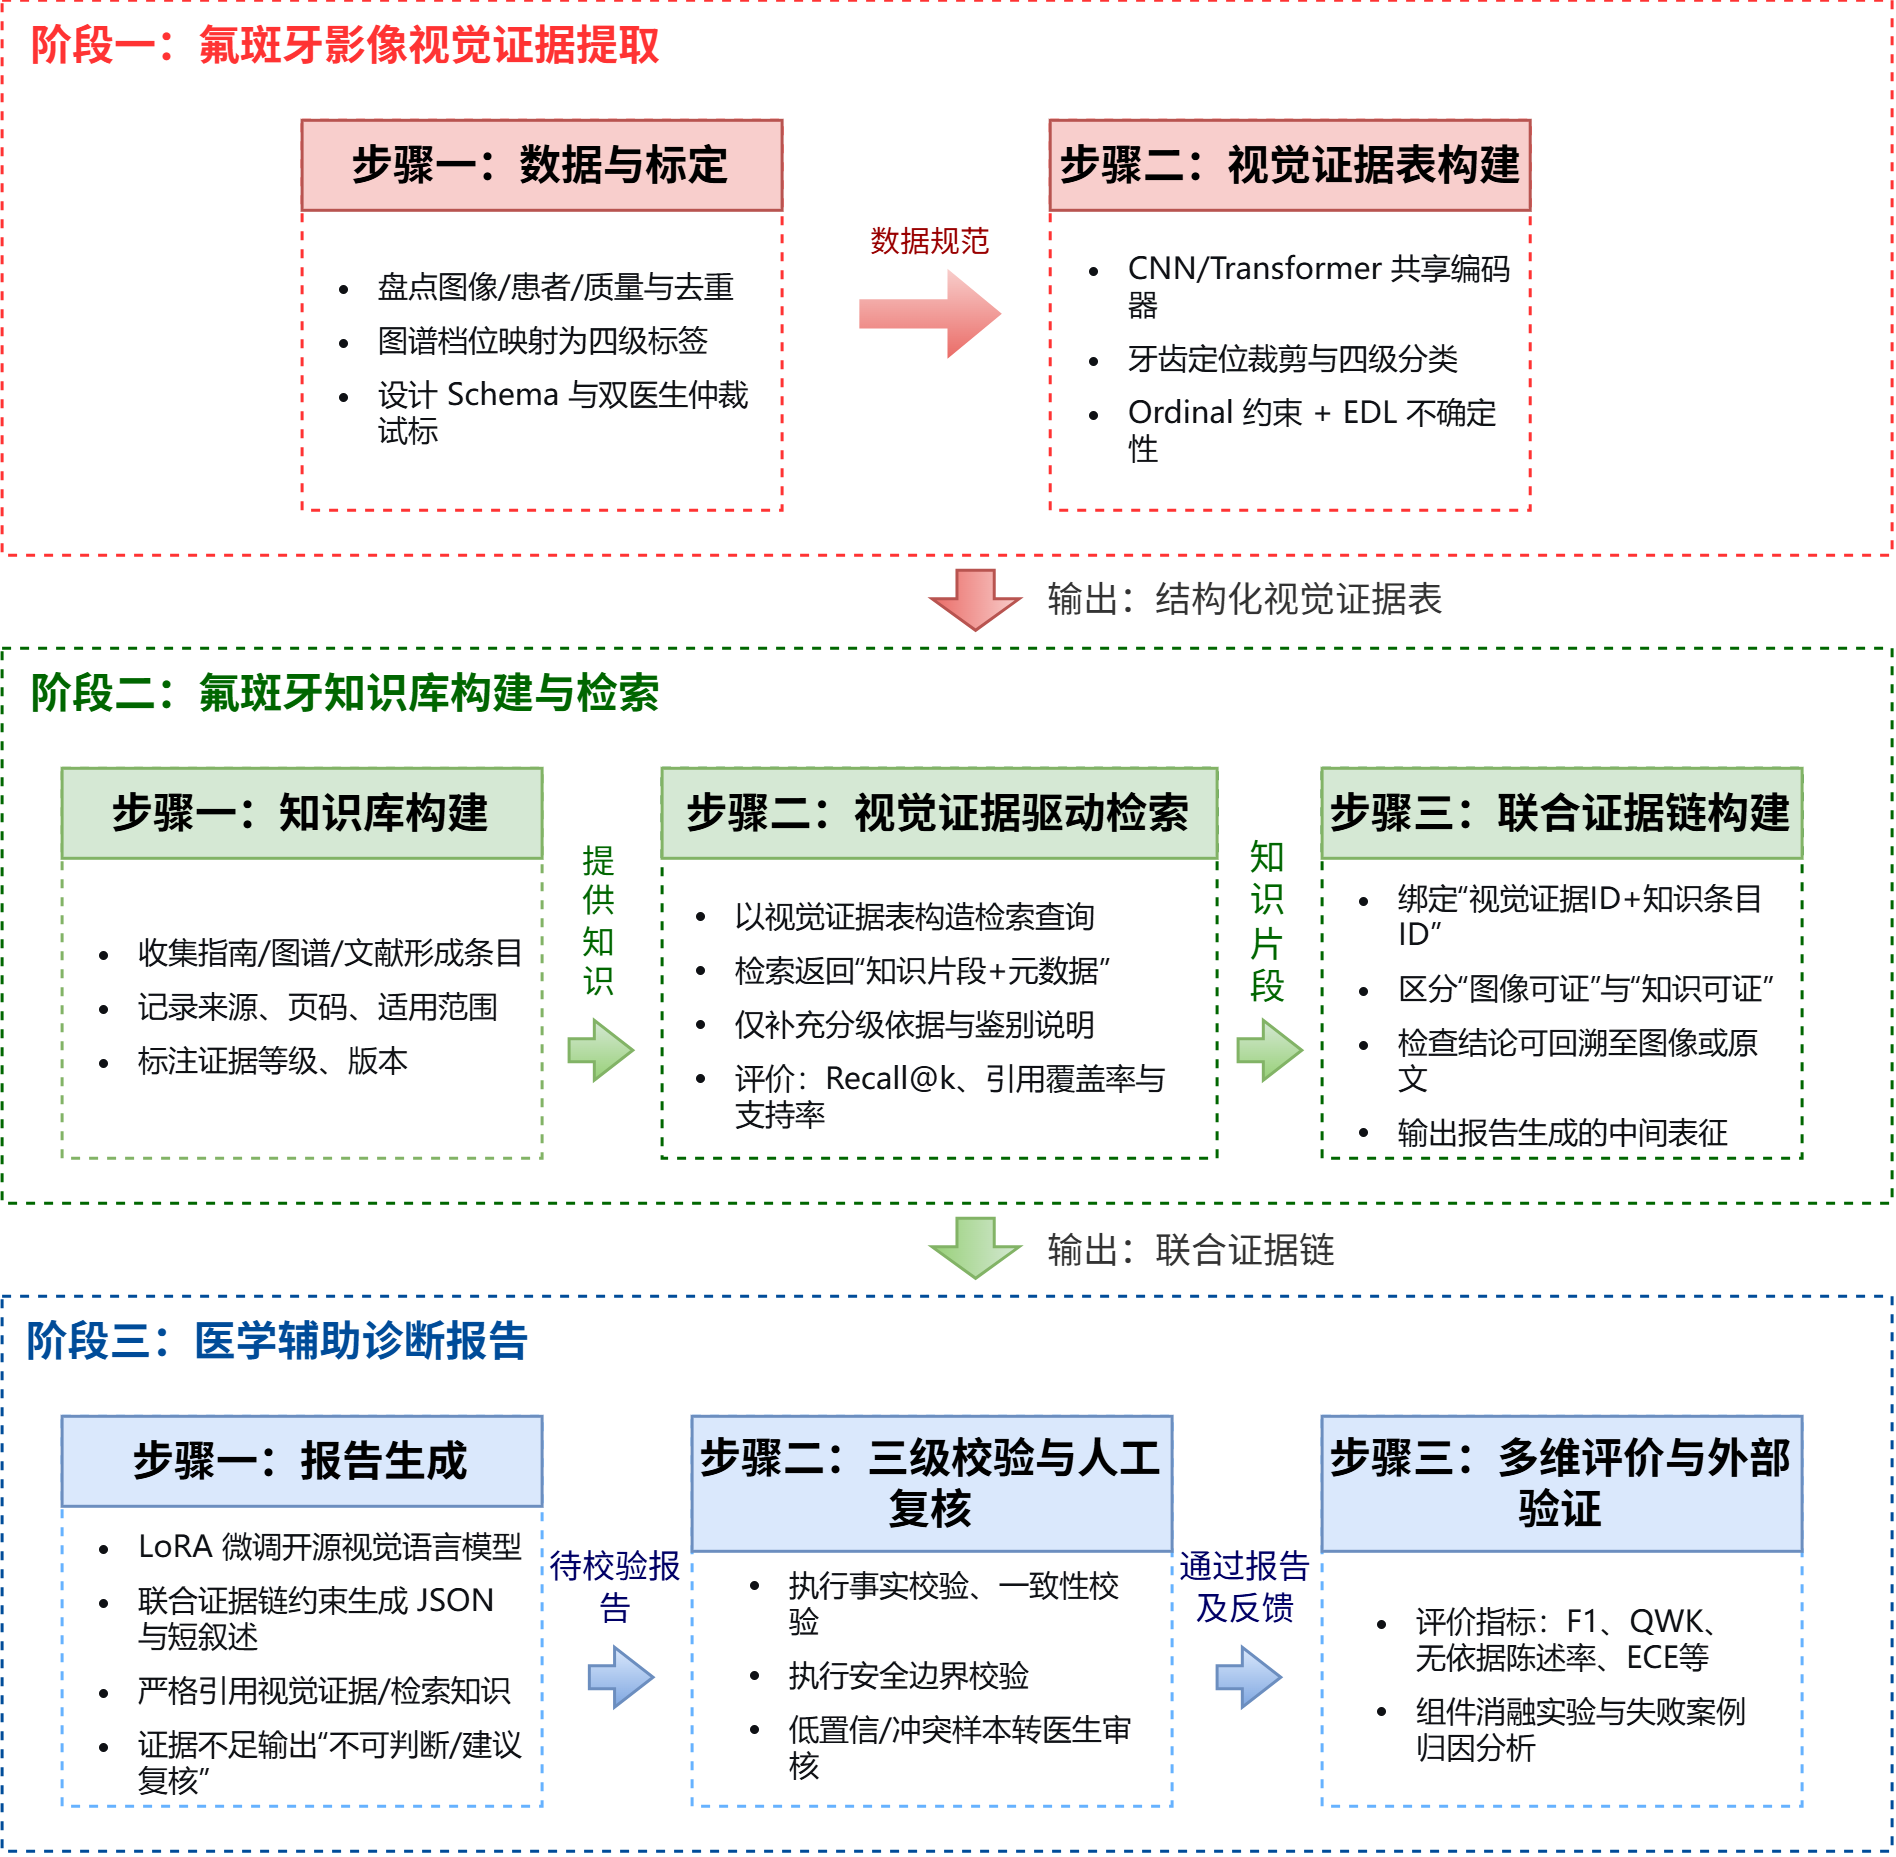 阶段一：氟斑牙影像视觉证据提取
步骤一：数据与标定
盘点图像/患者/质量与去重
图谱档位映射为四级标签
设计 Schema 与双医生仲裁
试标
数据规范
步骤二：视觉证据表构建
CNN/Transformer 共享编码
器
牙齿定位裁剪与四级分类
Ordinal 约束 + EDL 不确定
性
输出：结构化视觉证据表
阶段二：氟斑牙知识库构建与检索
步骤一：知识库构建
收集指南/图谱/文献形成条目
记录来源、页码、适用范围
标注证据等级、版本
提
供
知
识
步骤二：视觉证据驱动检索
以视觉证据表构造检索查询
检索返回“知识片段+元数据”
仅补充分级依据与鉴别说明
评价：Recall@k、引用覆盖率与
支持率
知
识
片
段
步骤三：联合证据链构建
绑定“视觉证据ID+知识条目
ID”
区分“图像可证”与“知识可证”
检查结论可回溯至图像或原
文
输出报告生成的中间表征
输出：联合证据链
阶段三：医学辅助诊断报告
步骤一：报告生成
LoRA 微调开源视觉语言模型
联合证据链约束生成 JSON
与短叙述
严格引用视觉证据/检索知识
证据不足输出“不可判断/建议
复核”
待校验报
告
步骤二：三级校验与人工
复核
执行事实校验、一致性校
验
执行安全边界校验
低置信/冲突样本转医生审
核
通过报告
及反馈
步骤三：多维评价与外部
验证
评价指标：F1、QWK、
无依据陈述率、ECE等
组件消融实验与失败案例
归因分析